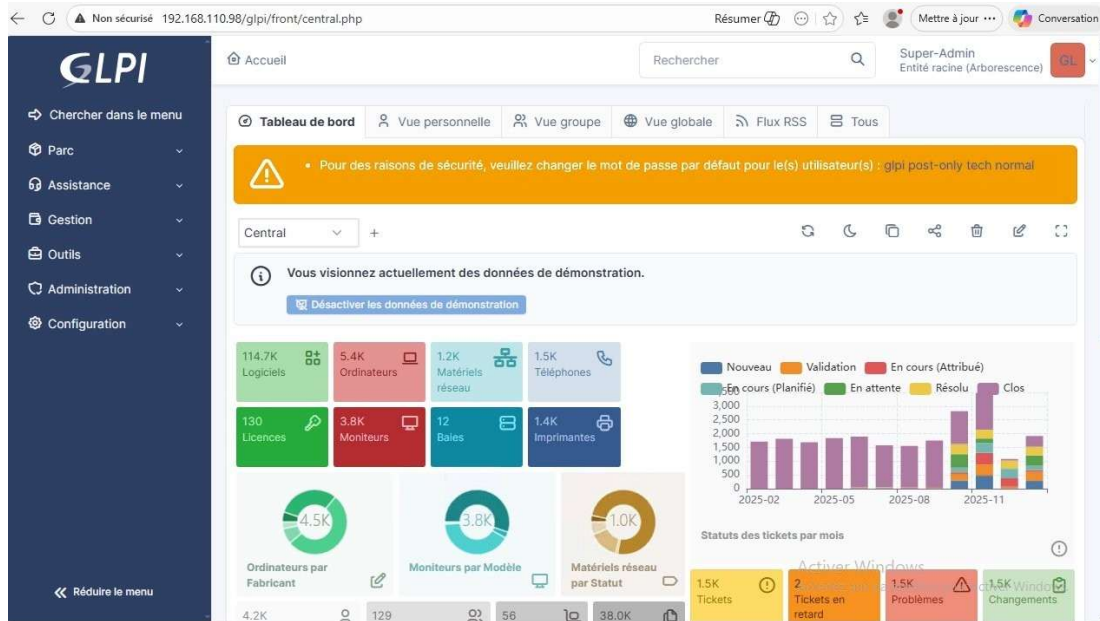 Non sécurisé 192.168.110.98/glpi/front/central.php
Résumer
Mettre à jour
Conversation
GLPI
Chercher dans le menu
Parc
Assistance
Gestion
Outils
Administration
Configuration
Réduire le menu
Accueil
Rechercher
Super-Admin
Entité racine (Arborescence)
GL
Tableau de bord
Vue personnelle
Vue groupe
Vue globale
Flux RSS
Tous
Pour des raisons de sécurité, veuillez changer le mot de passe par défaut pour le(s) utilisateur(s) : glpi post-only tech normal
Central
Vous visionnez actuellement des données de démonstration.
Désactiver les données de démonstration
114.7K
Logiciels
5.4K
Ordinateurs
1.2K
Matériels
réseau
1.5K
Téléphones
130
Licences
3.8K
Moniteurs
12
Baies
1.4K
Imprimantes
4.5K
Ordinateurs par
Fabricant
3.8K
Moniteurs par Modèle
1.0K
Matériels réseau
par Statut
4.2K
129
56
38.0K
Nouveau
Validation
En cours (Attribué)
En cours (Planifié)
En attente
Résolu
Clos
3,000
2,500
2,000
1,500
1,000
500
0
2025-02
2025-05
2025-08
2025-11
Statuts des tickets par mois
Activer Windows
1.5K
Tickets
2
Tickets en
retard
1.5K
Problèmes
1.5K
Changements